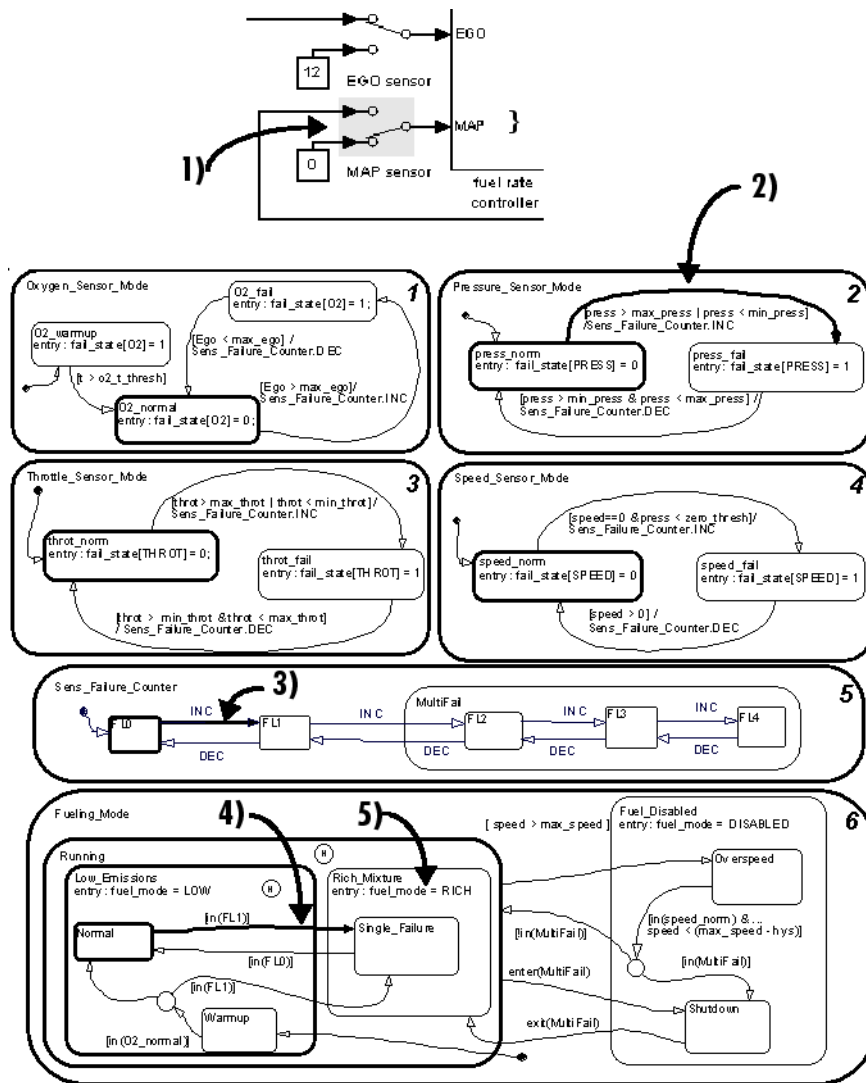 EGO
12
EGO sensor
1)
MAP }
0
MAP sensor
fuel rate
controller
2)
Oxygen_Sensor_Mode
1
O2_fail
entry : fail_state[O2] = 1;
O2_warmup
entry : fail_state[O2] = 1
[Ego < max_ego] /
Sens_Failure_Counter.DEC
[t > o2_t_thresh]
[Ego > max_ego]/
Sens_Failure_Counter.INC
O2_normal
entry : fail_state[O2] = 0;
Pressure_Sensor_Mode
2
[press > max_press | press < min_press]
/Sens_Failure_Counter.INC
press_norm
entry : fail_state[PRESS] = 0
press_fail
entry : fail_state[PRESS] = 1
[press > min_press & press < max_press] /
Sens_Failure_Counter.DEC
Throttle_Sensor_Mode
3
[throt > max_throt | throt < min_throt] /
Sens_Failure_Counter.INC
throt_norm
entry : fail_state[THROT] = 0;
throt_fail
entry : fail_state[THROT] = 1
[throt > min_throt &throt < max_throt]
/ Sens_Failure_Counter.DEC
Speed_Sensor_Mode
4
[speed==0 &press < zero_thresh]/
Sens_Failure_Counter.INC
speed_norm
entry : fail_state[SPEED] = 0
speed_fail
entry : fail_state[SPEED] = 1
[speed > 0] /
Sens_Failure_Counter.DEC
Sens_Failure_Counter
3)
5
MultiFail
FL0
INC
FL1
INC
FL2
INC
FL3
INC
FL4
DEC
DEC
DEC
DEC
Fueling_Mode
4)
5)
6
[ speed > max_speed ]
Fuel_Disabled
entry : fuel_mode = DISABLED
Running
H
Low_Emissions
entry : fuel_mode = LOW
H
Rich_Mixture
entry : fuel_mode = RICH
Overspeed
[in(FL1)]
Normal
Single_Failure
[in(speed_norm) & ...
speed < (max_speed - hys)]
[!in(MultiFail)]
[in(FL0)]
[in(MultiFail)]
[in(FL1)]
enter(MultiFail)
Warmup
Shutdown
[in(O2_normal)]
exit(MultiFail)